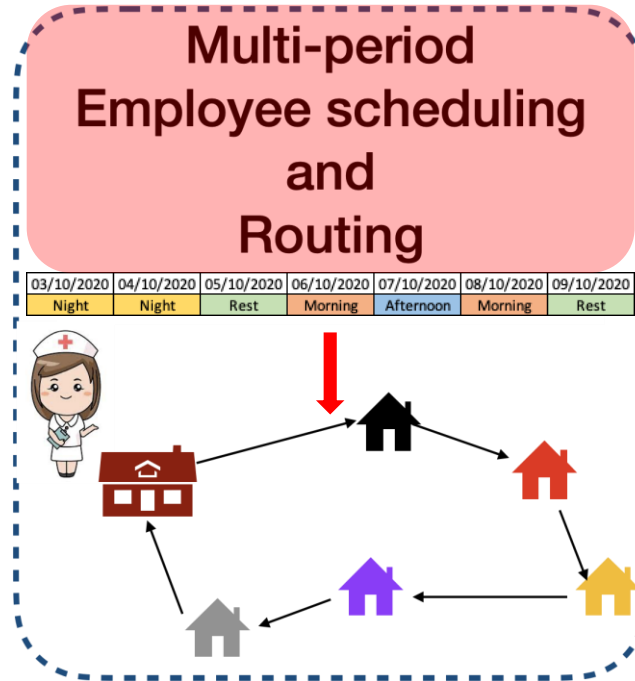 Multi-period
Employee scheduling
and
Routing
03/10/2020 04/10/2020 05/10/2020 06/10/2020 07/10/2020 08/10/2020 09/10/2020
Night Night Rest Morning Afternoon Morning Rest